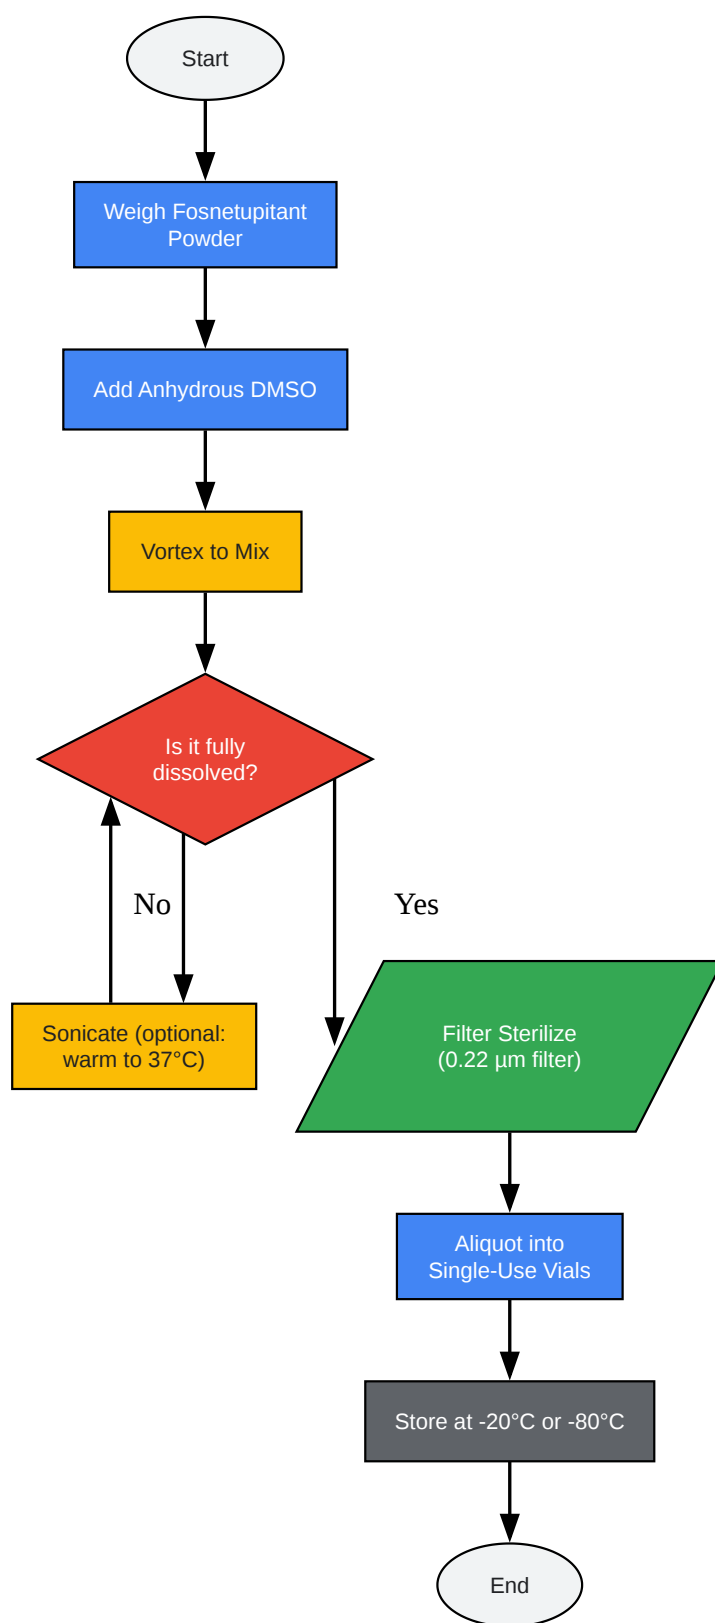 Start
Weigh Fosnetupitant
Powder
Add Anhydrous DMSO
Vortex to Mix
Is it fully
dissolved?
No
Yes
Sonicate (optional:
warm to 37°C)
Filter Sterilize
(0.22 µm filter)
Aliquot into
Single-Use Vials
Store at -20°C or -80°C
End